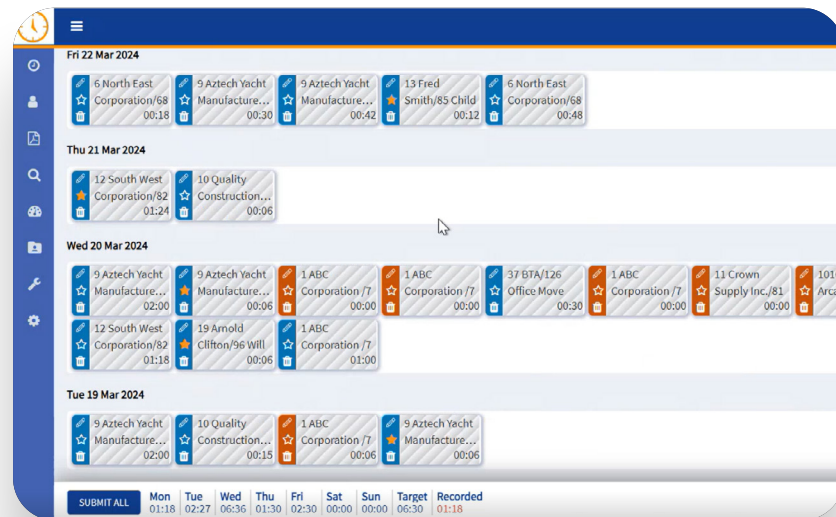 Fri 22 Mar 2024
6 North East
Corporation/68
00:18
9 Aztech Yacht
Manufacture...
00:30
9 Aztech Yacht
Manufacture...
00:42
13 Fred
Smith/85 Child
00:12
6 North East
Corporation/68
00:48
Thu 21 Mar 2024
12 South West
Corporation/82
01:24
10 Quality
Construction...
00:06
Wed 20 Mar 2024
9 Aztech Yacht
Manufacture...
02:00
9 Aztech Yacht
Manufacture...
00:06
1 ABC
Corporation /7
00:00
1 ABC
Corporation /7
00:00
37 BTA/126
Office Move
00:30
1 ABC
Corporation /7
00:00
11 Crown
Supply Inc./81
00:00
101
Arca
12 South West
Corporation/82
01:18
19 Arnold
Clifton/96 Will
00:06
1 ABC
Corporation /7
01:00
Tue 19 Mar 2024
9 Aztech Yacht
Manufacture...
02:00
10 Quality
Construction...
00:15
1 ABC
Corporation /7
00:06
9 Aztech Yacht
Manufacture...
00:06
SUBMIT ALL
Mon Tue Wed Thu Fri Sat Sun Target Recorded
01:18 02:27 06:36 01:30 02:30 00:00 00:00 06:30 01:18